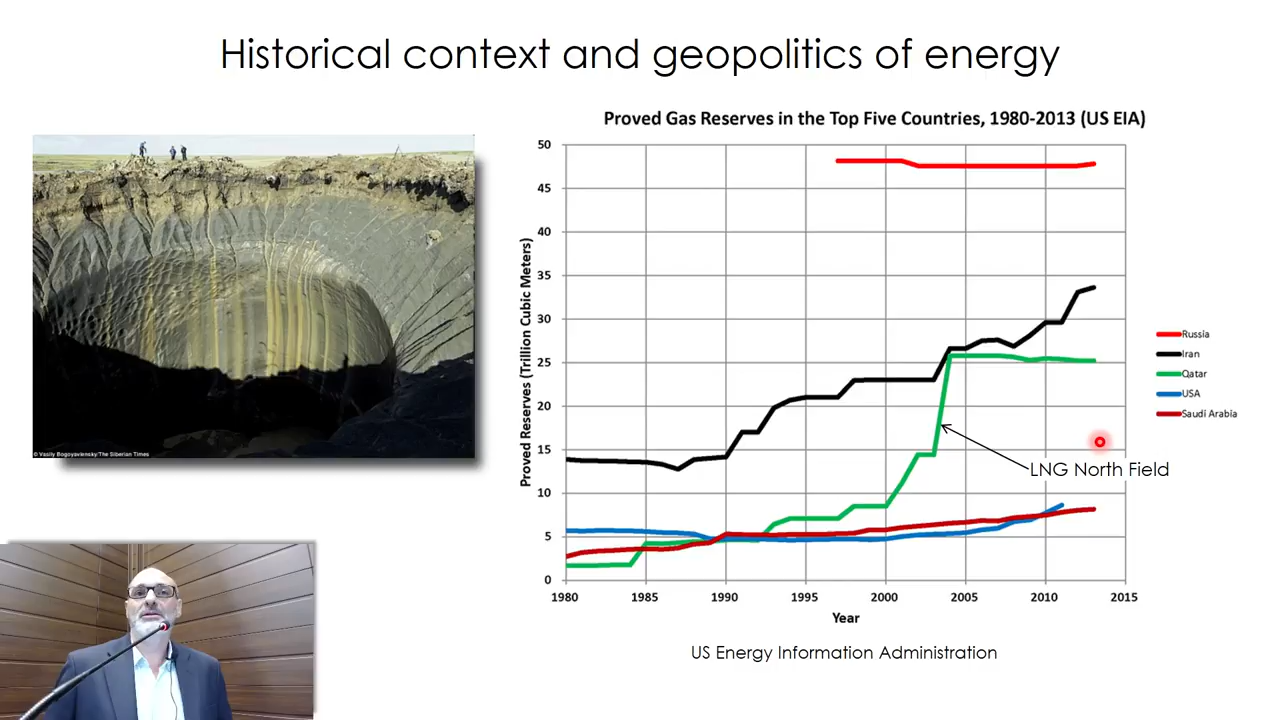 Historical context and geopolitics of energy
© Vasily Bogoyavlensky/The Siberian Times
Proved Gas Reserves in the Top Five Countries, 1980-2013 (US EIA)
Proved Reserves (Trillion Cubic Meters)
50
45
40
35
30
25
20
15
10
5
0
1980 1985 1990 1995 2000 2005 2010 2015
Year
LNG North Field
Russia
Iran
Qatar
USA
Saudi Arabia
US Energy Information Administration